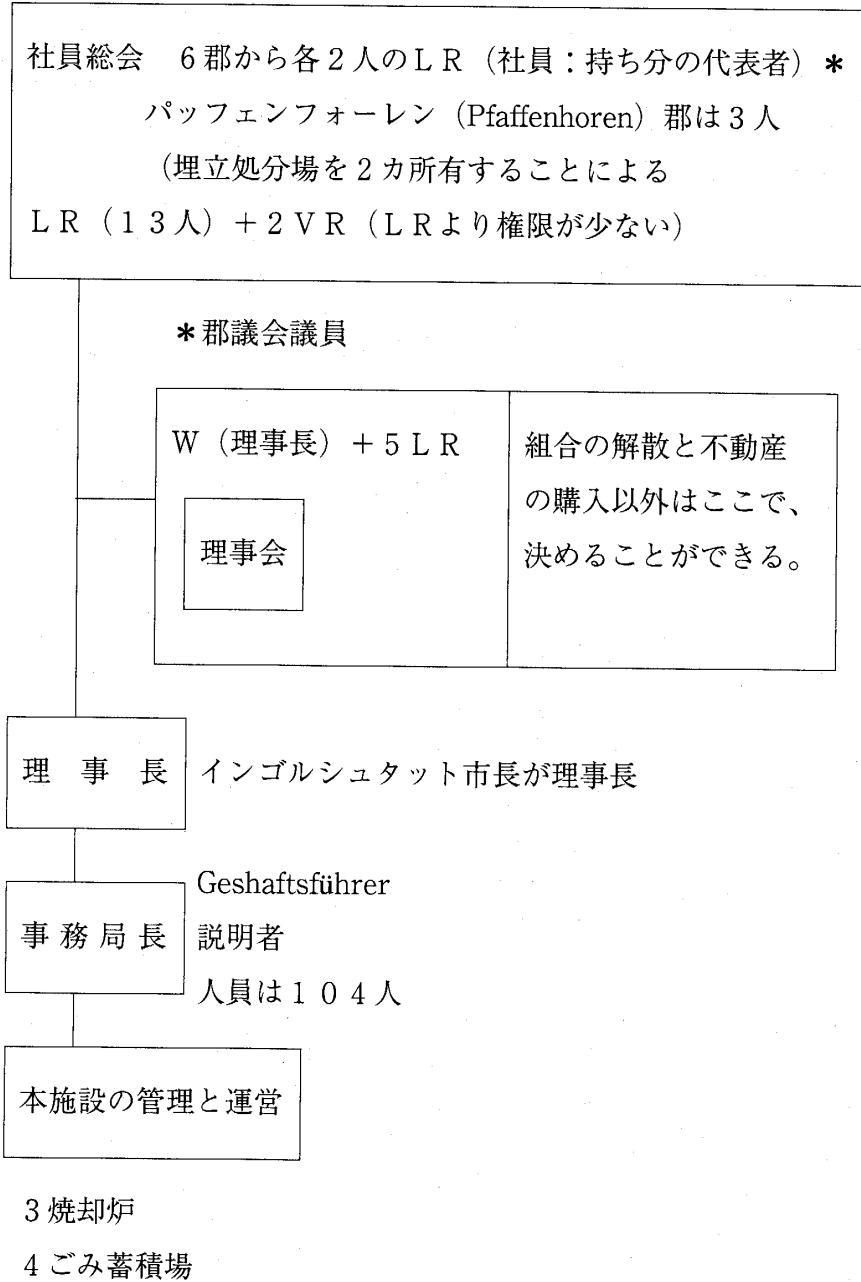 社員総会　6郡から各2人のLR（社員：持ち分の代表者）＊
パッフェンフォーレン（Pfaffenhoren）郡は3人
（埋立処分場を2カ所有することによる
LR（13人）＋2VR（LRより権限が少ない）
＊郡議会議員
W（理事長）＋5LR
理事会
組合の解散と不動産
の購入以外はここで、
決めることができる。
理事長
インゴルシュタット市長が理事長
事務局長
Geshaftsführer
説明者
人員は104人
本施設の管理と運営
3焼却炉
4ごみ蓄積場